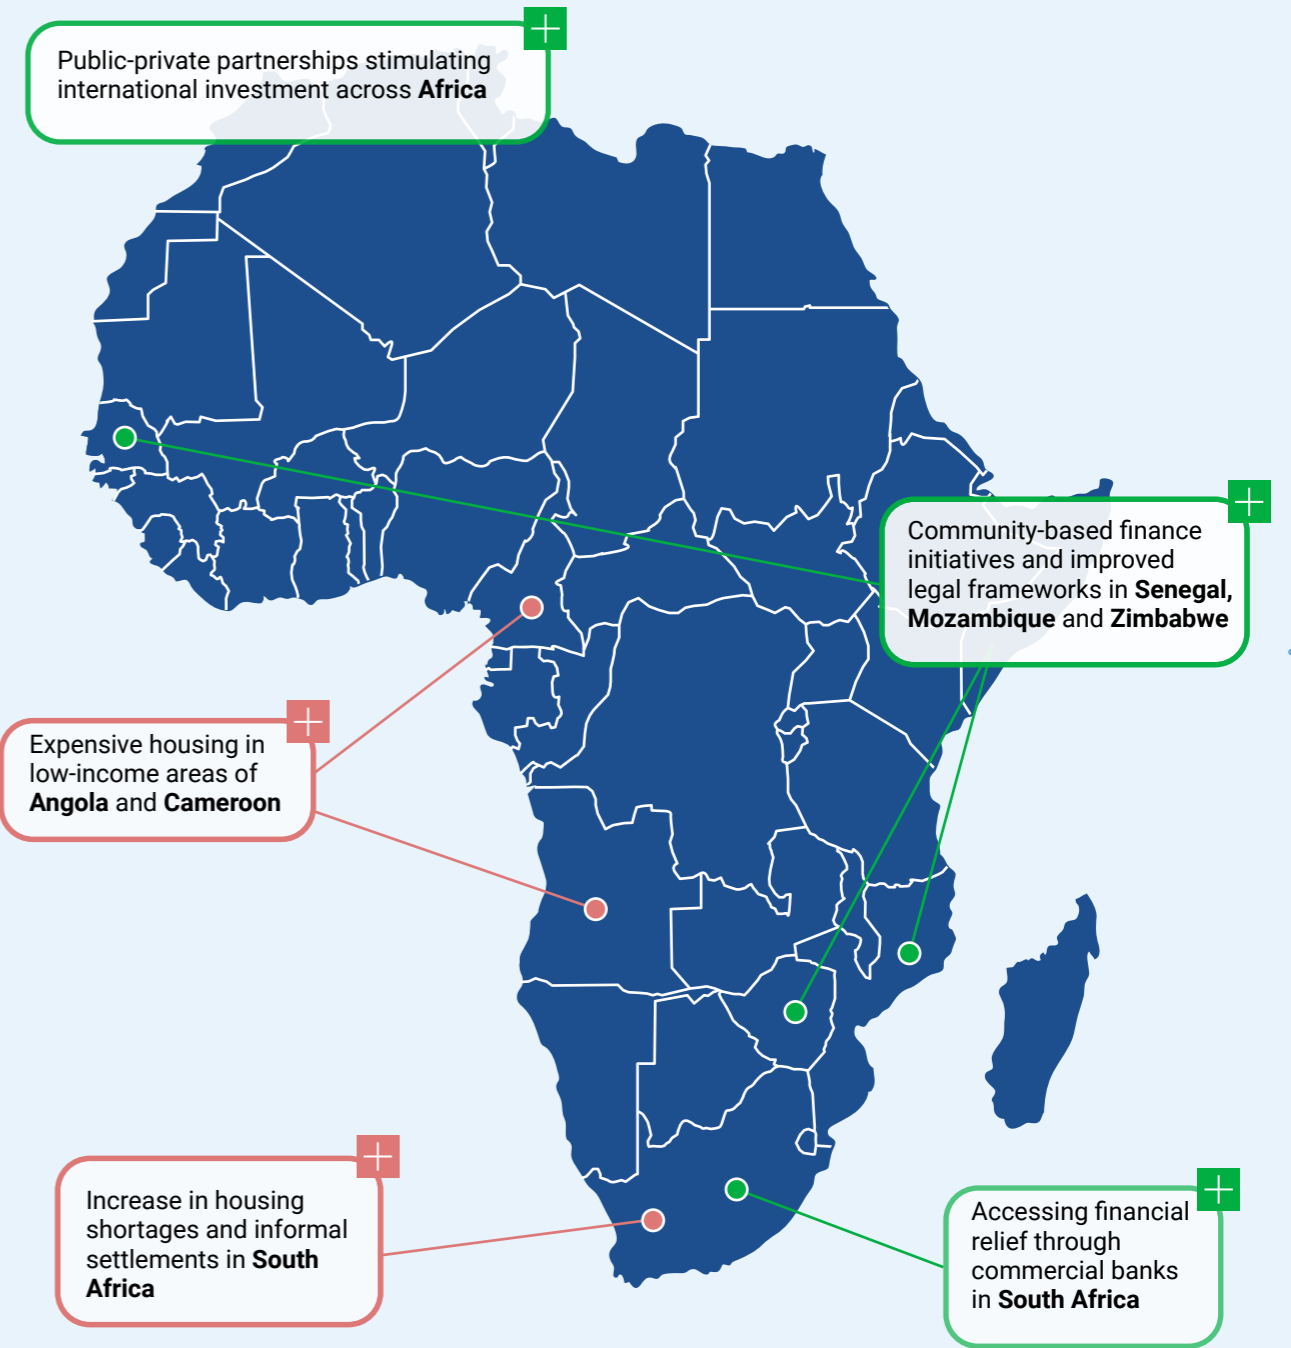 Public-private partnerships stimulating
international investment across Africa
Community-based finance
initiatives and improved
legal frameworks in Senegal,
Mozambique and Zimbabwe
Expensive housing in
low-income areas of
Angola and Cameroon
Increase in housing
shortages and informal
settlements in South
Africa
Accessing financial
relief through
commercial banks
in South Africa